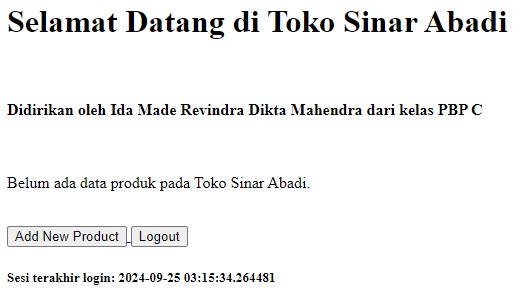 Selamat Datang di Toko Sinar Abadi
Didirikan oleh Ida Made Revindra Dikta Mahendra dari kelas PBP C
Belum ada data produk pada Toko Sinar Abadi.
Add New Product Logout
Sesi terakhir login: 2024-09-25 03:15:34.264481